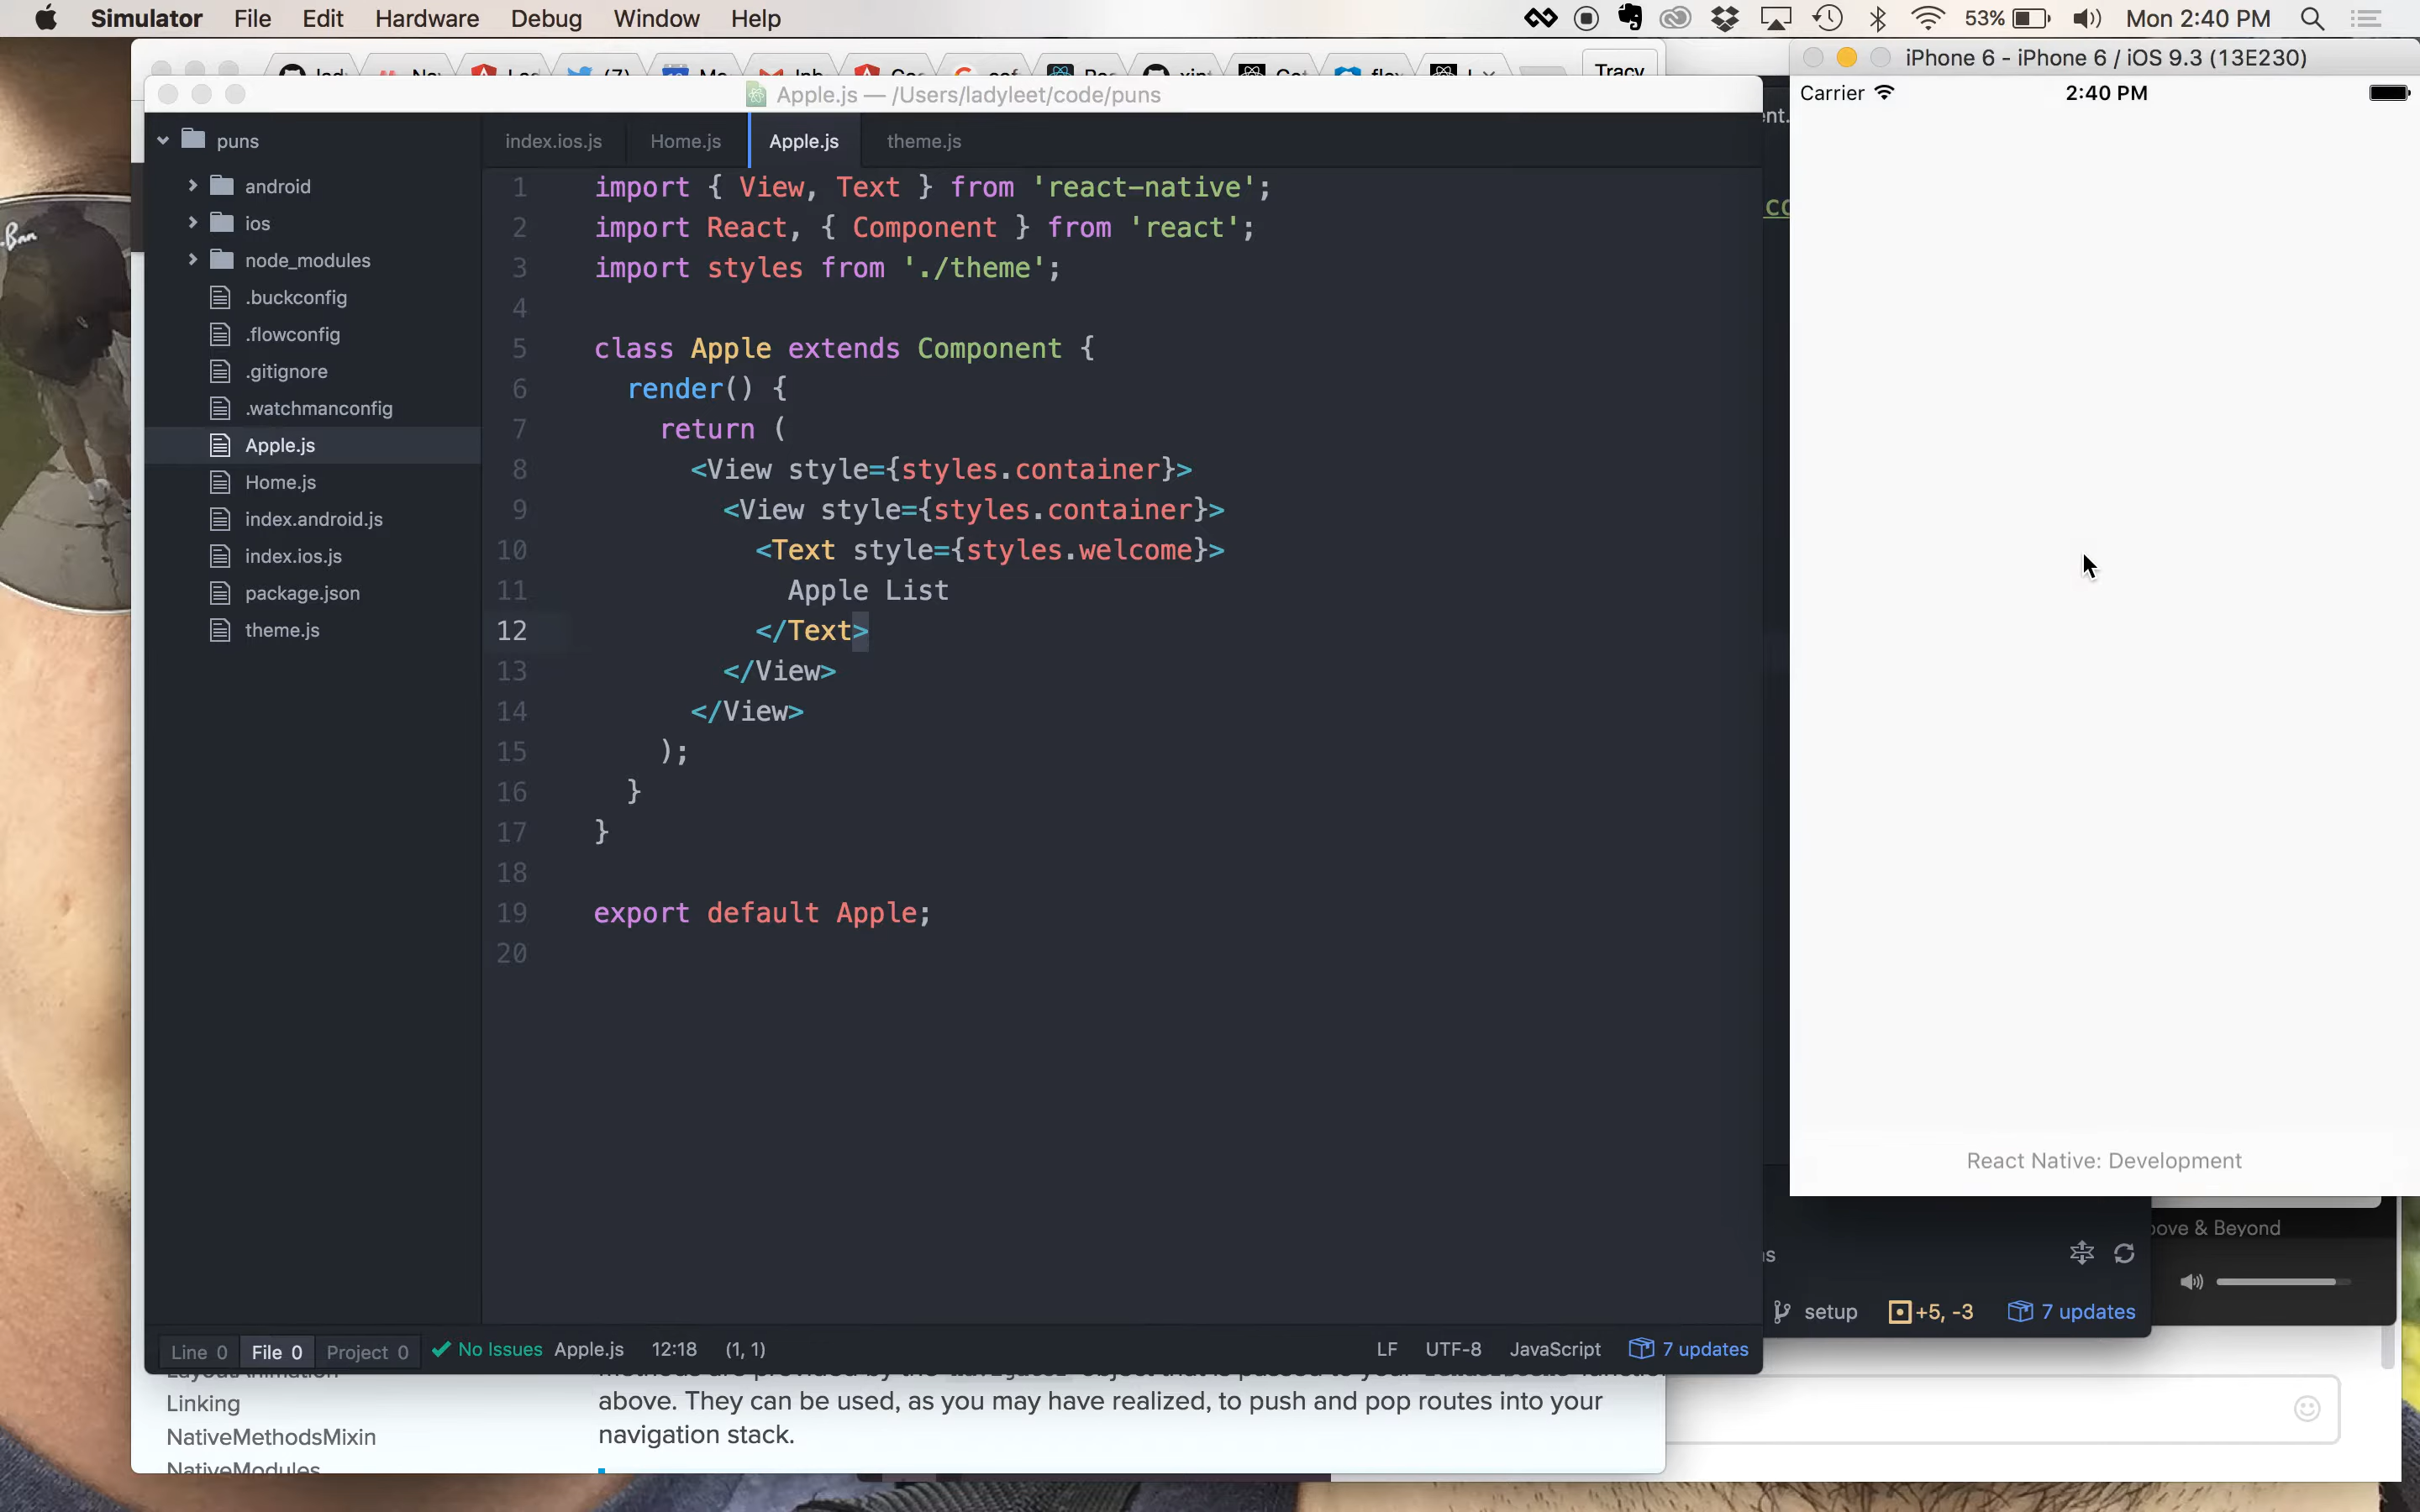 Simulator File Edit Hardware Debug Window Help 53% Mon 2:40 PM
Tracy
iPhone 6 - iPhone 6 / iOS 9.3 (13E230)
Carrier 2:40 PM
React Native: Development
Apple.js — /Users/ladyleet/code/puns
puns
android
ios
node_modules
.buckconfig
.flowconfig
.gitignore
.watchmanconfig
Apple.js
Home.js
index.android.js
index.ios.js
package.json
theme.js
index.ios.js Home.js Apple.js theme.js
1 import { View, Text } from 'react-native';
2 import React, { Component } from 'react';
3 import styles from './theme';
4
5 class Apple extends Component {
6 render() {
7 return (
8 <View style={styles.container}>
9 <View style={styles.container}>
10 <Text style={styles.welcome}>
11 Apple List
12 </Text>
13 </View>
14 </View>
15 );
16 }
17 }
18
19 export default Apple;
20
Line 0 File 0 Project 0 No Issues Apple.js 12:18 (1, 1) LF UTF-8 JavaScript 7 updates
& Beyond
setup +5, -3 7 updates
Linking
NativeMethodsMixin
NativeModules
above. They can be used, as you may have realized, to push and pop routes into your
navigation stack.